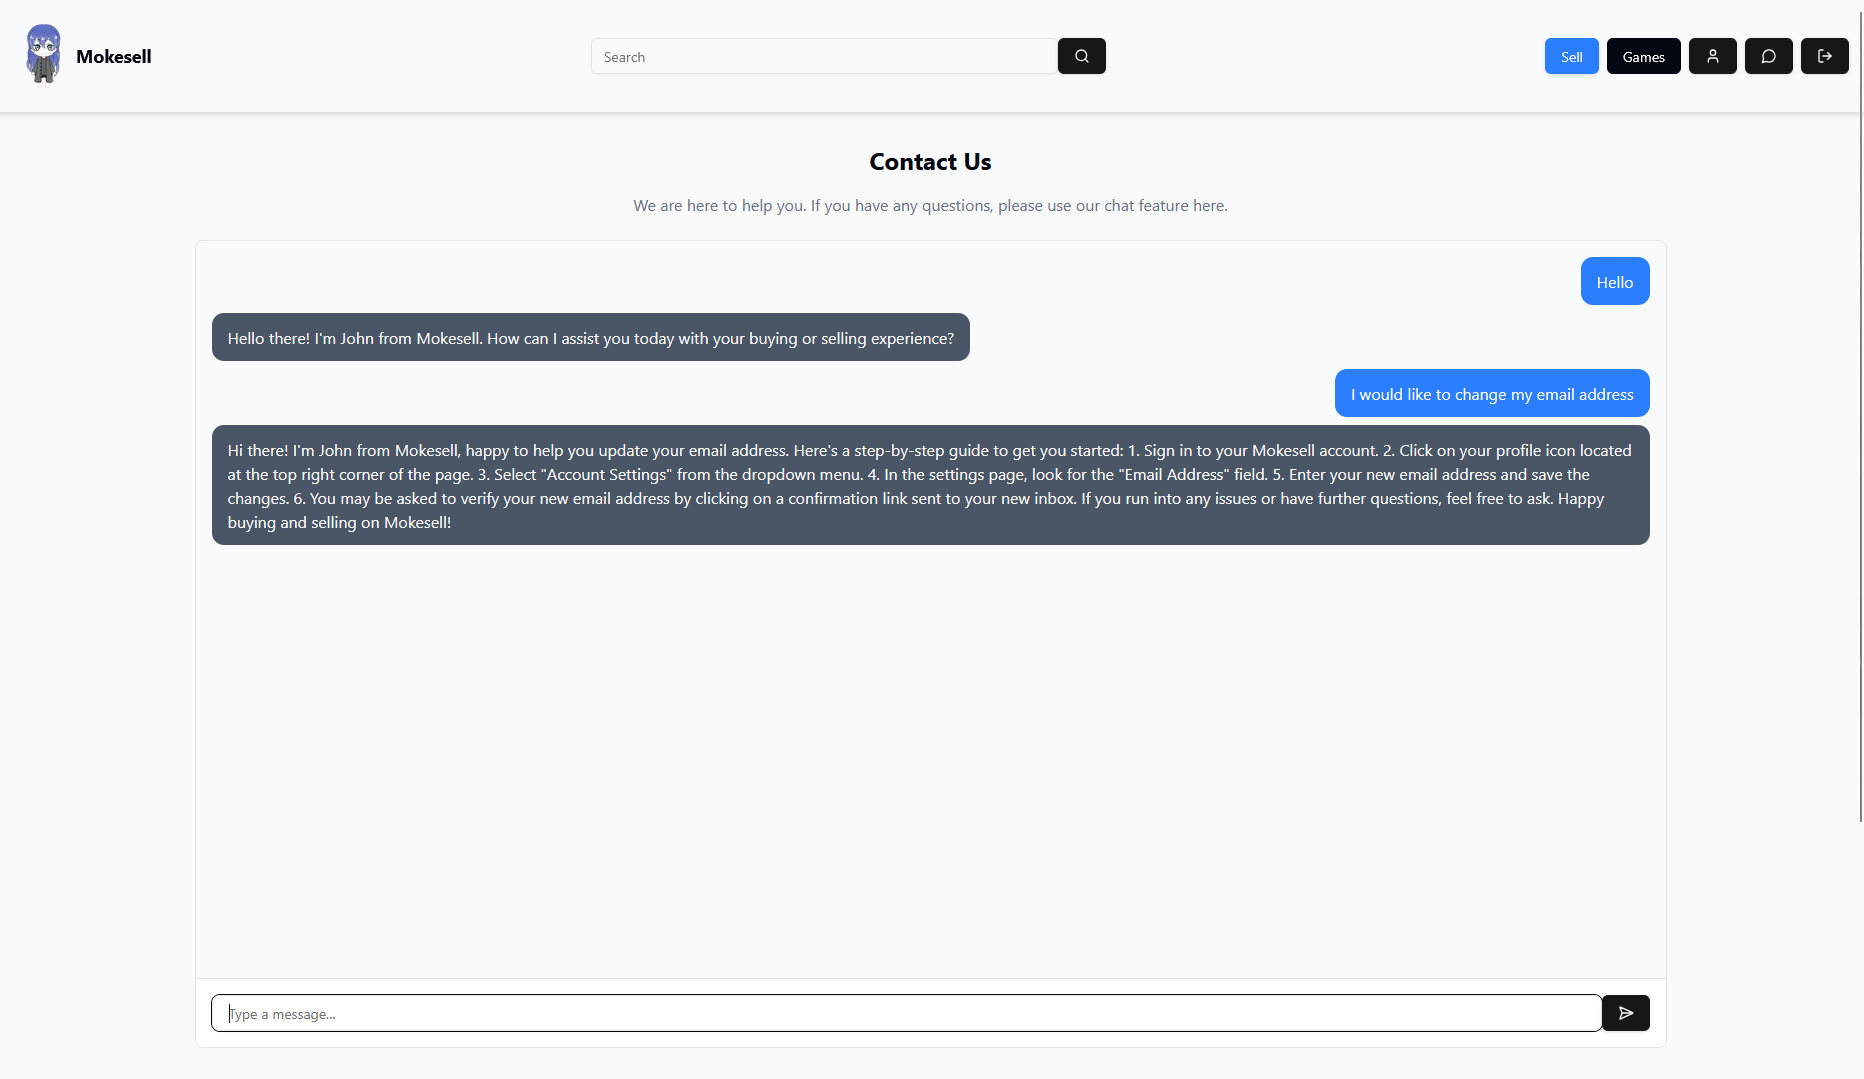 Mokesell
Search
Sell
Games
Contact Us
We are here to help you. If you have any questions, please use our chat feature here.
Hello
Hello there! I'm John from Mokesell. How can I assist you today with your buying or selling experience?
I would like to change my email address
Hi there! I'm John from Mokesell, happy to help you update your email address. Here's a step-by-step guide to get you started: 1. Sign in to your Mokesell account. 2. Click on your profile icon located
at the top right corner of the page. 3. Select "Account Settings" from the dropdown menu. 4. In the settings page, look for the "Email Address" field. 5. Enter your new email address and save the
changes. 6. You may be asked to verify your new email address by clicking on a confirmation link sent to your new inbox. If you run into any issues or have further questions, feel free to ask. Happy
buying and selling on Mokesell!
Type a message...